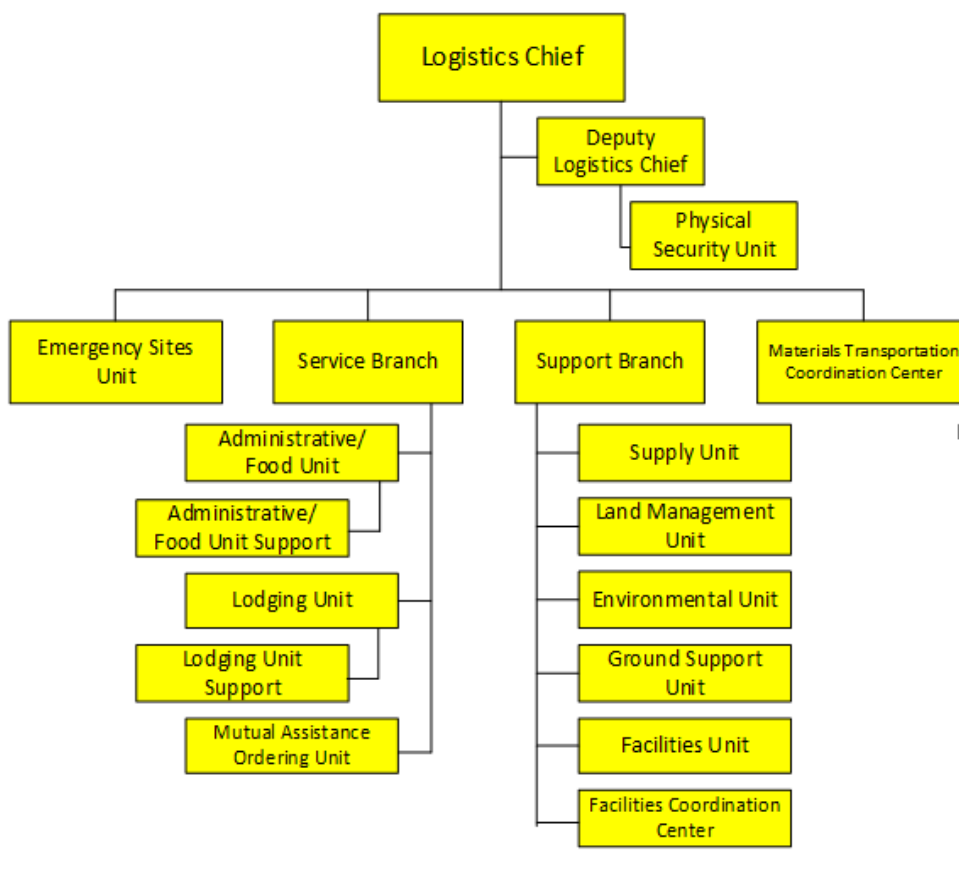 Logistics Chief
Deputy
Logistics Chief
Physical
Security Unit
Emergency Sites
Unit
Service Branch
Support Branch
Materials Transportation
Coordination Center
Administrative/
Food Unit
Administrative/
Food Unit Support
Lodging Unit
Lodging Unit
Support
Mutual Assistance
Ordering Unit
Supply Unit
Land Management
Unit
Environmental Unit
Ground Support
Unit
Facilities Unit
Facilities Coordination
Center